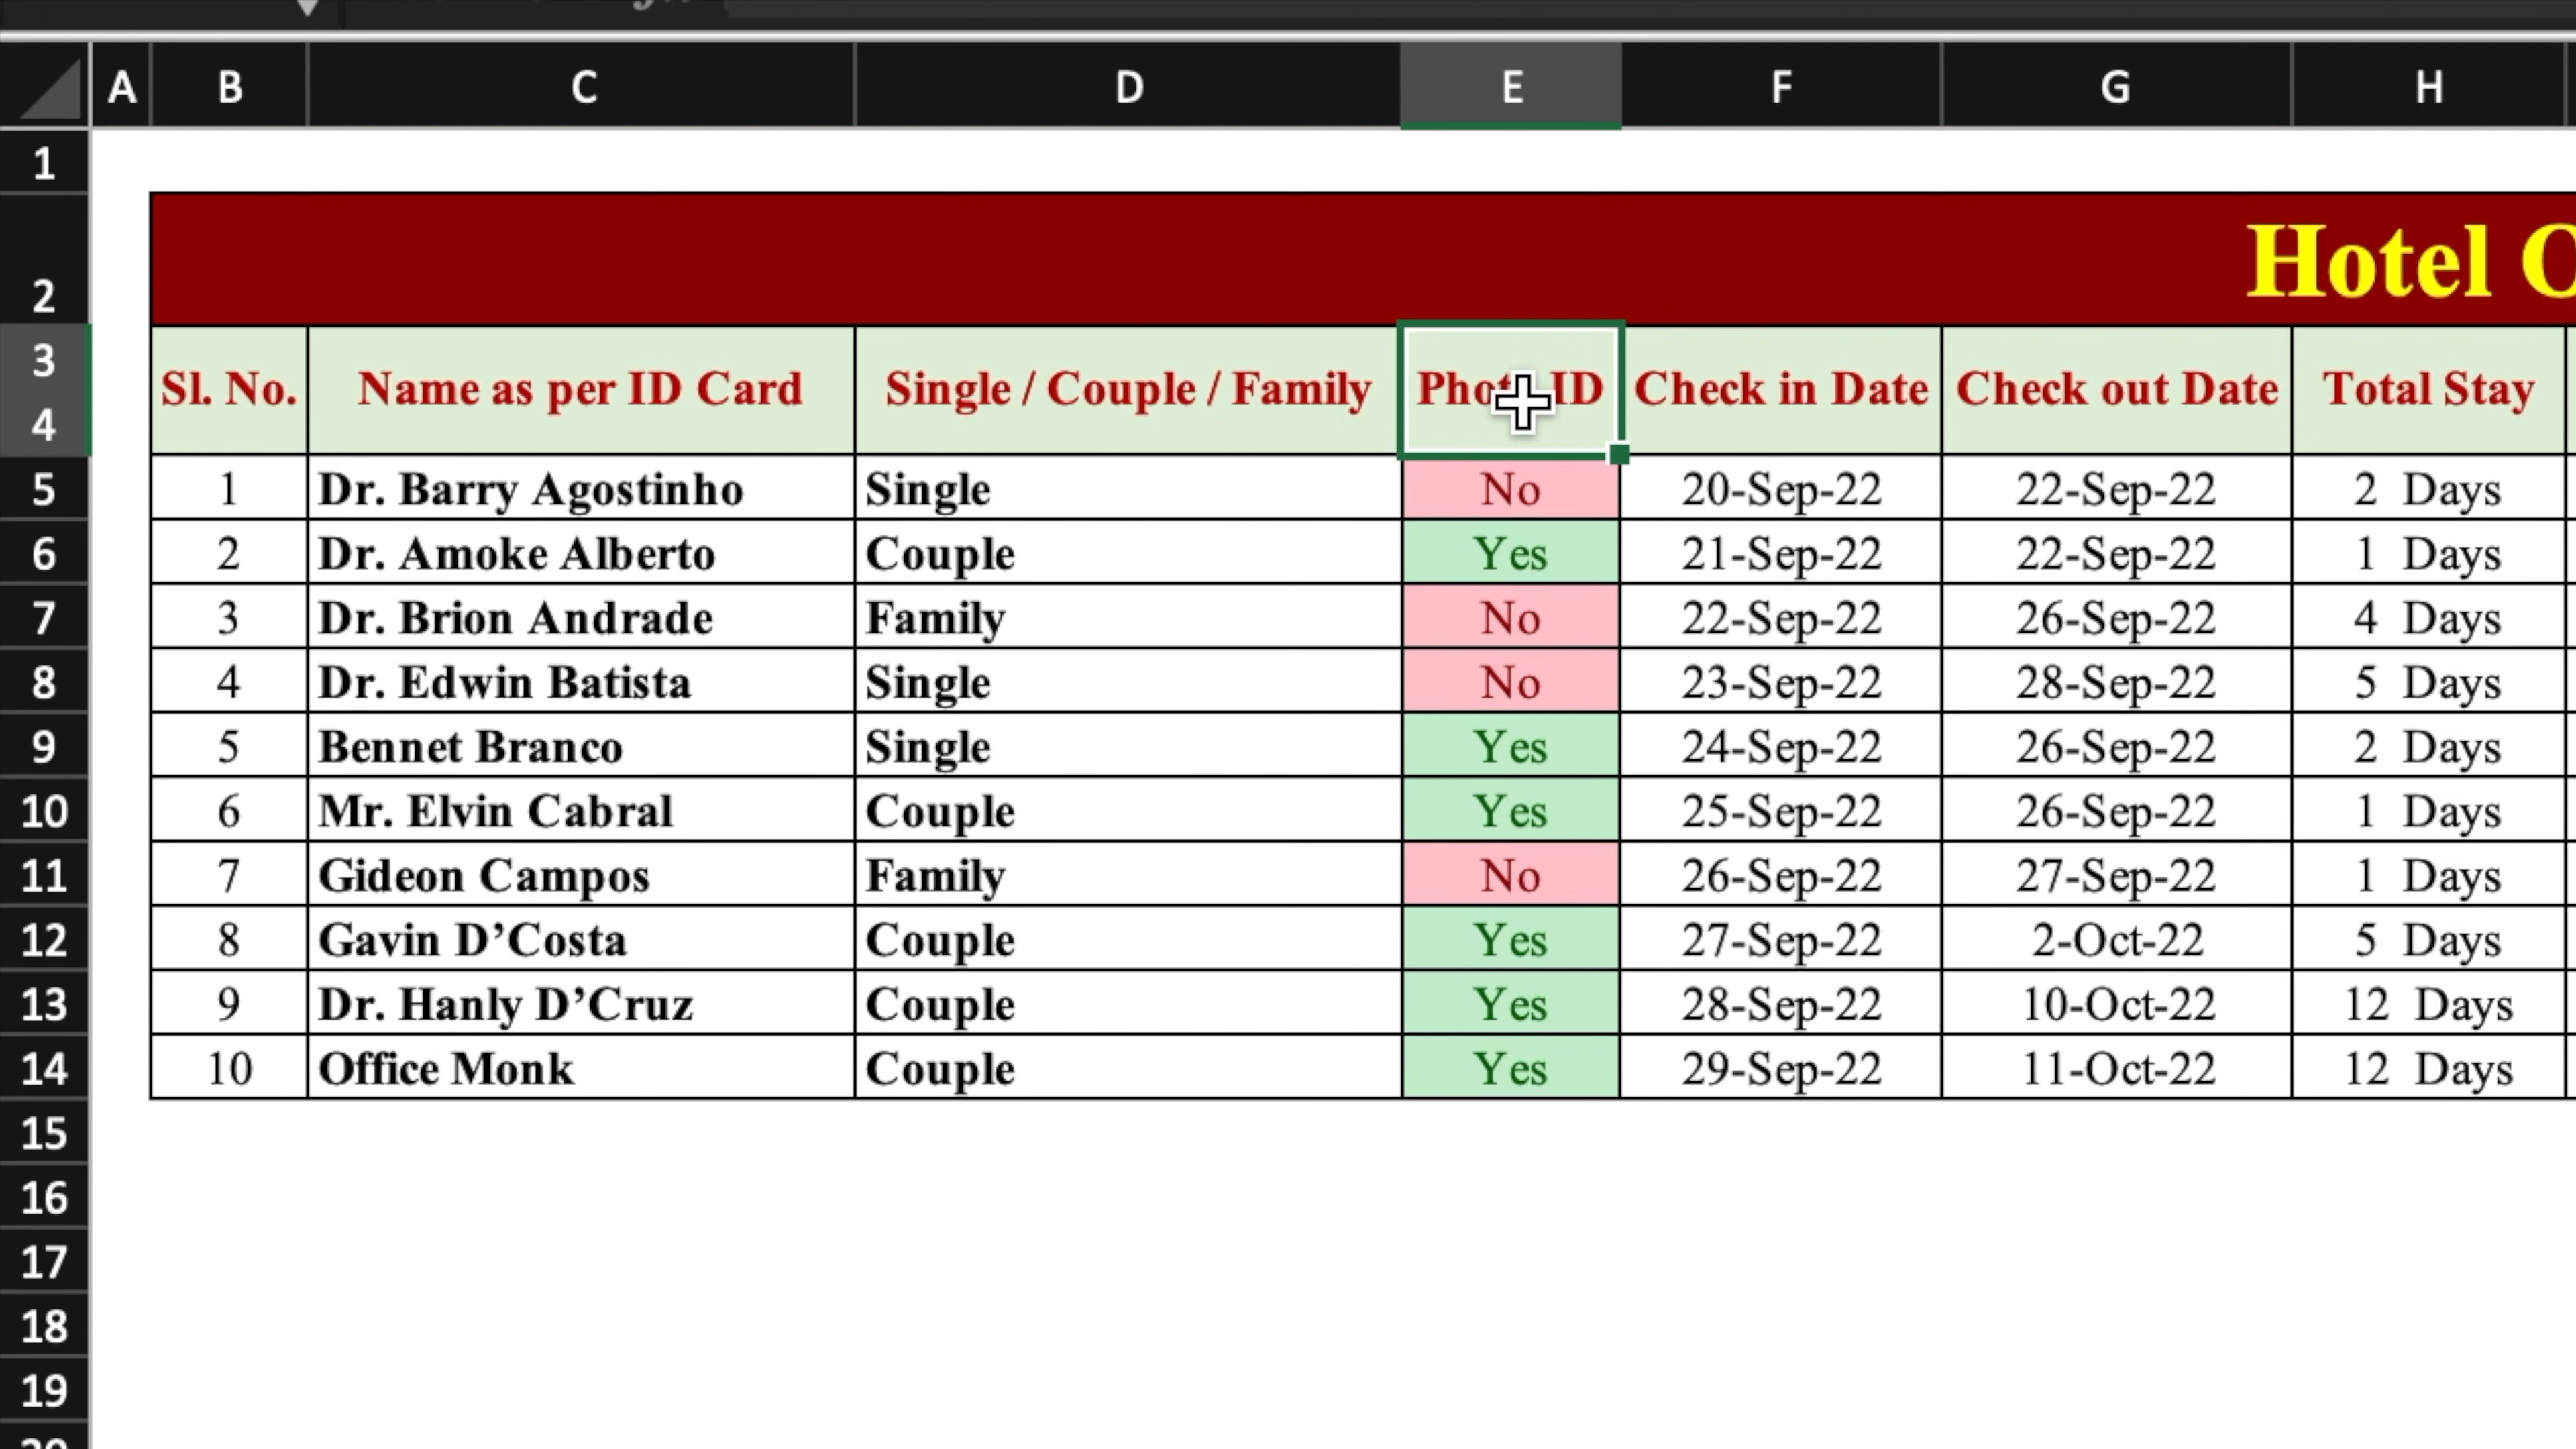 A B C D E F G H
1
2 Hotel
3 Sl. No. Name as per ID Card Single / Couple / Family Photo ID Check in Date Check out Date Total Stay
4
5 1 Dr. Barry Agostinho Single No 20-Sep-22 22-Sep-22 2 Days
6 2 Dr. Amoke Alberto Couple Yes 21-Sep-22 22-Sep-22 1 Days
7 3 Dr. Brion Andrade Family No 22-Sep-22 26-Sep-22 4 Days
8 4 Dr. Edwin Batista Single No 23-Sep-22 28-Sep-22 5 Days
9 5 Bennet Branco Single Yes 24-Sep-22 26-Sep-22 2 Days
10 6 Mr. Elvin Cabral Couple Yes 25-Sep-22 26-Sep-22 1 Days
11 7 Gideon Campos Family No 26-Sep-22 27-Sep-22 1 Days
12 8 Gavin D’Costa Couple Yes 27-Sep-22 2-Oct-22 5 Days
13 9 Dr. Hanly D’Cruz Couple Yes 28-Sep-22 10-Oct-22 12 Days
14 10 Office Monk Couple Yes 29-Sep-22 11-Oct-22 12 Days
15
16
17
18
19